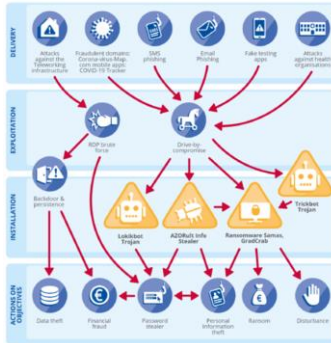 DELIVERY
Attacks
against the
Teleworking
infrastructure
Fraudulent domains:
Corona-virus-Map.
com mobile apps:
COVID-19 Tracker
SMS
phishing
Email
Phishing
Fake testing
apps
Attacks
against health
organisations
EXPLOITATION
RDP brute
force
Drive-by-
compromise
INSTALLATION
Backdoor &
persistence
Lokibot
Trojan
AZORult Info
Stealer
Ransomware Samas,
GradCrab
Trickbot
Trojan
ACTIONS ON
OBJECTIVES
Data theft
Financial
fraud
Password
stealer
Personal
information
theft
Ransom
Disturbance